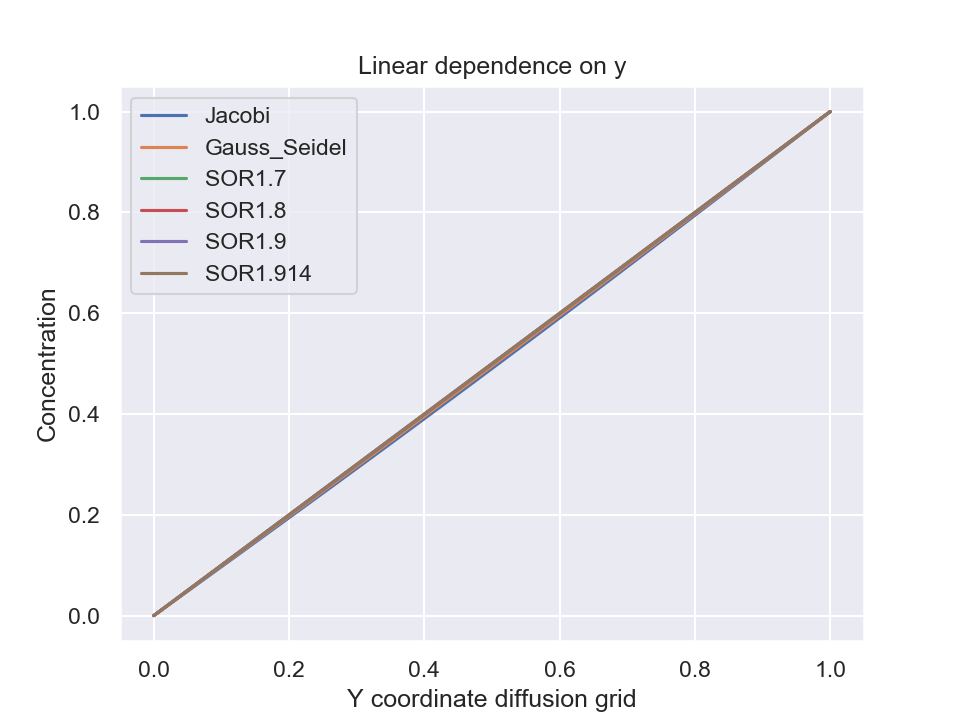 Linear dependence on y
1.0
0.8
0.6
0.4
0.2
0.0
Concentration
Jacobi
Gauss_Seidel
SOR1.7
SOR1.8
SOR1.9
SOR1.914
0.0 0.2 0.4 0.6 0.8 1.0
Y coordinate diffusion grid